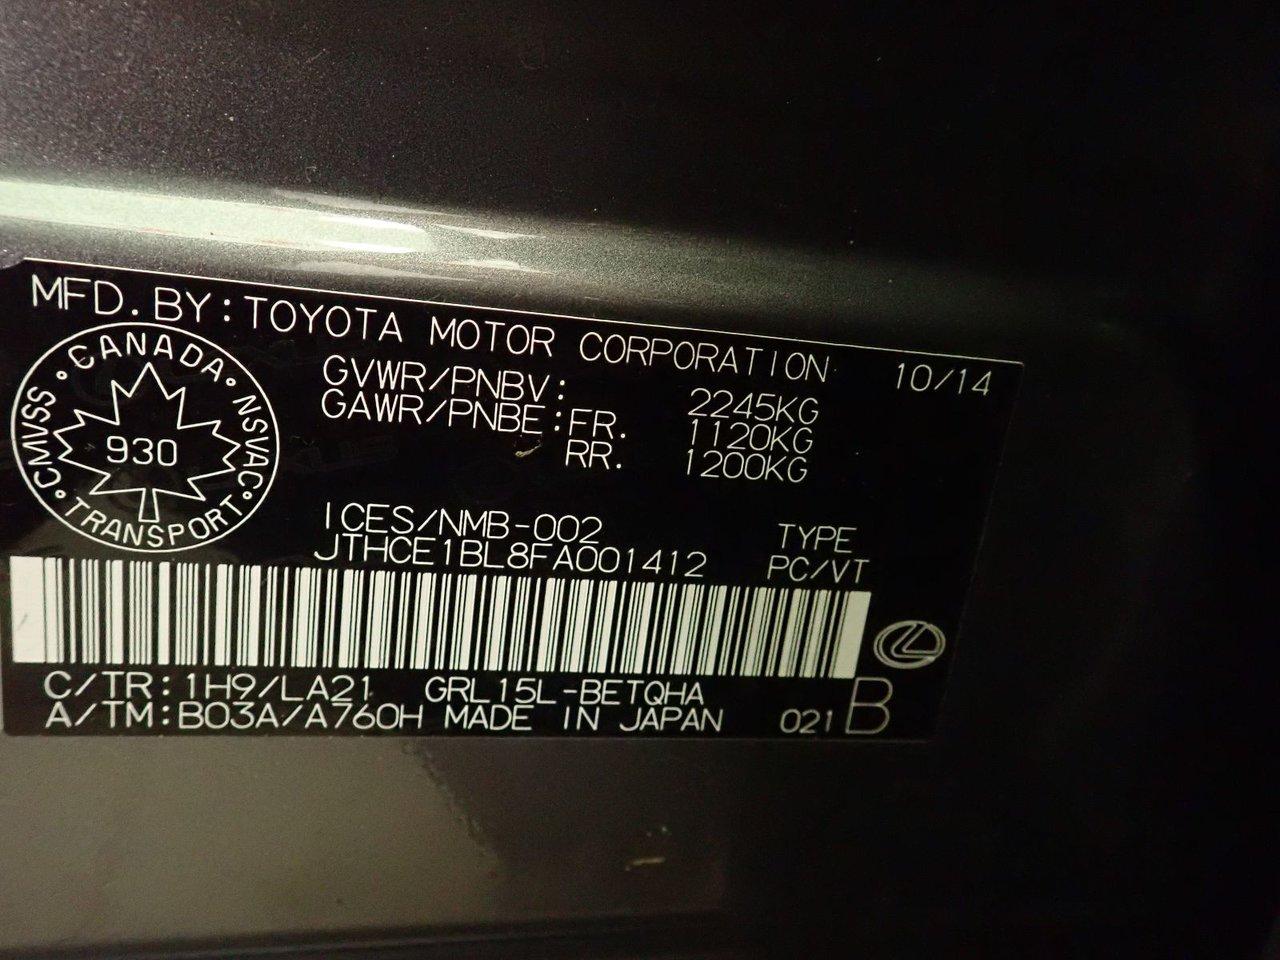 MFD. BY: TOYOTA MOTOR CORPORATION 10/14
GVWR/PNBV: 2245KG
GAWR/PNBE: FR. 1120KG
RR. 1200KG
CANADA · NSVAC · TRANSPORT · CMVSS ·
930
ICES/NMB-002 TYPE
JTHCE1BL8FA001412 PC/VT
C/TR: 1H9/LA21 GRL15L-BETQHA
A/TM: B03A/A760H MADE IN JAPAN 021 B